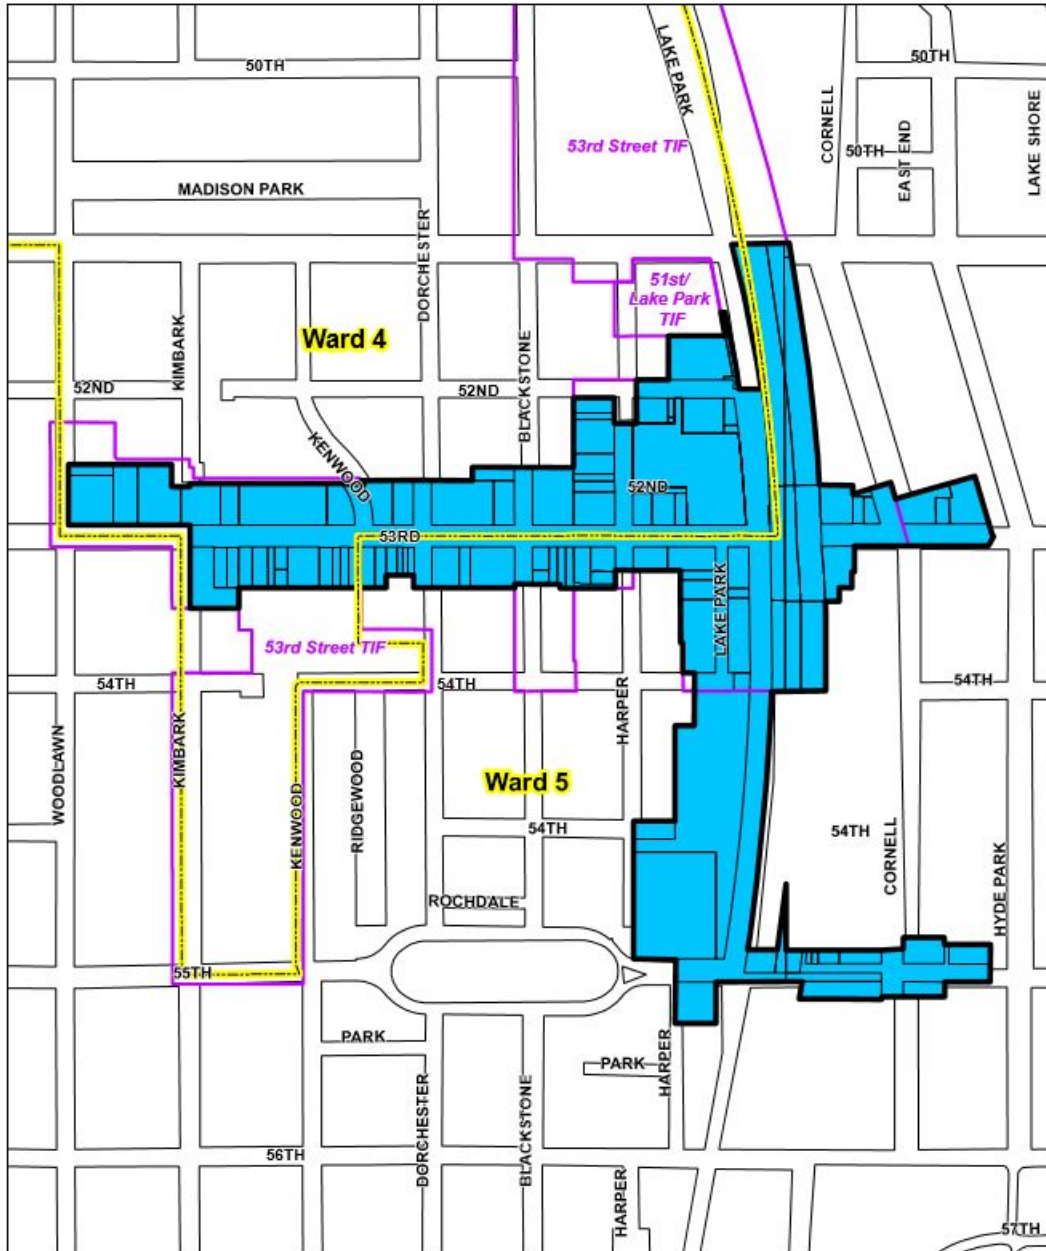 50TH
LAKE PARK
50TH
CORNELL
LAKE SHORE
53rd Street TIF
50TH
EAST END
MADISON PARK
DORCHESTER
51st/
Lake Park
TIF
Ward 4
KIMBARK
BLACKSTONE
52ND
52ND
KENWOOD
52ND
53RD
LAKE PARK
53rd Street TIF
54TH
54TH
54TH
HARPER
WOODLAWN
KIMBARK
Ward 5
RIDGEWOOD
KENWOOD
54TH
54TH
CORNELL
HYDE PARK
ROCHDALE
55TH
PARK
PARK
HARPER
DORCHESTER
BLACKSTONE
56TH
HARPER
57TH